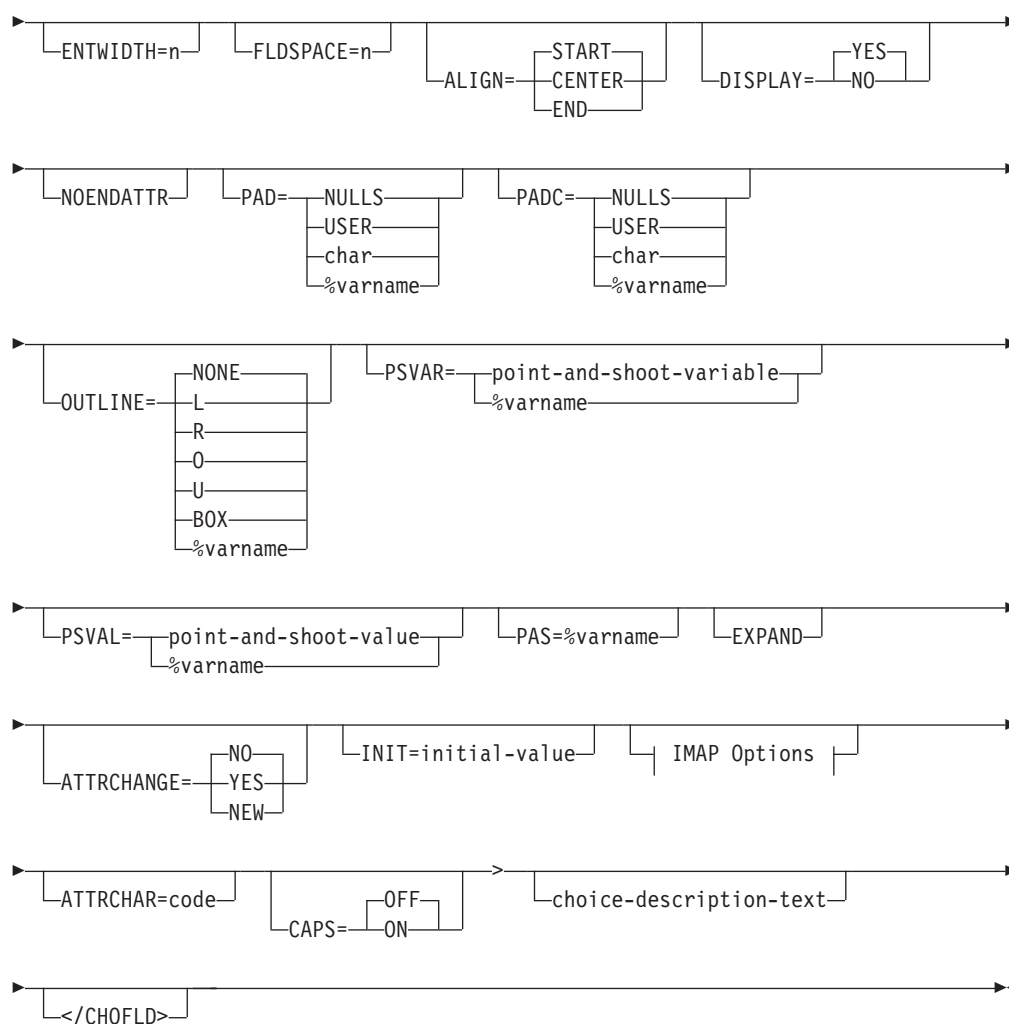 ENTWIDTH=n FLDSPACE=n START YES
ALIGN= CENTER DISPLAY= NO
END
NOENDATTR PAD= NULLS PADC= NULLS
USER USER
char char
%varname %varname
NONE PSVAR= point-and-shoot-variable
OUTLINE= L %varname
R
O
U
BOX
%varname
PSVAL= point-and-shoot-value PAS=%varname EXPAND
%varname
NO INIT=initial-value IMAP Options
ATTRCHANGE= YES
NEW
ATTRCHAR=code OFF > choice-description-text
CAPS= ON
</CHOFLD>